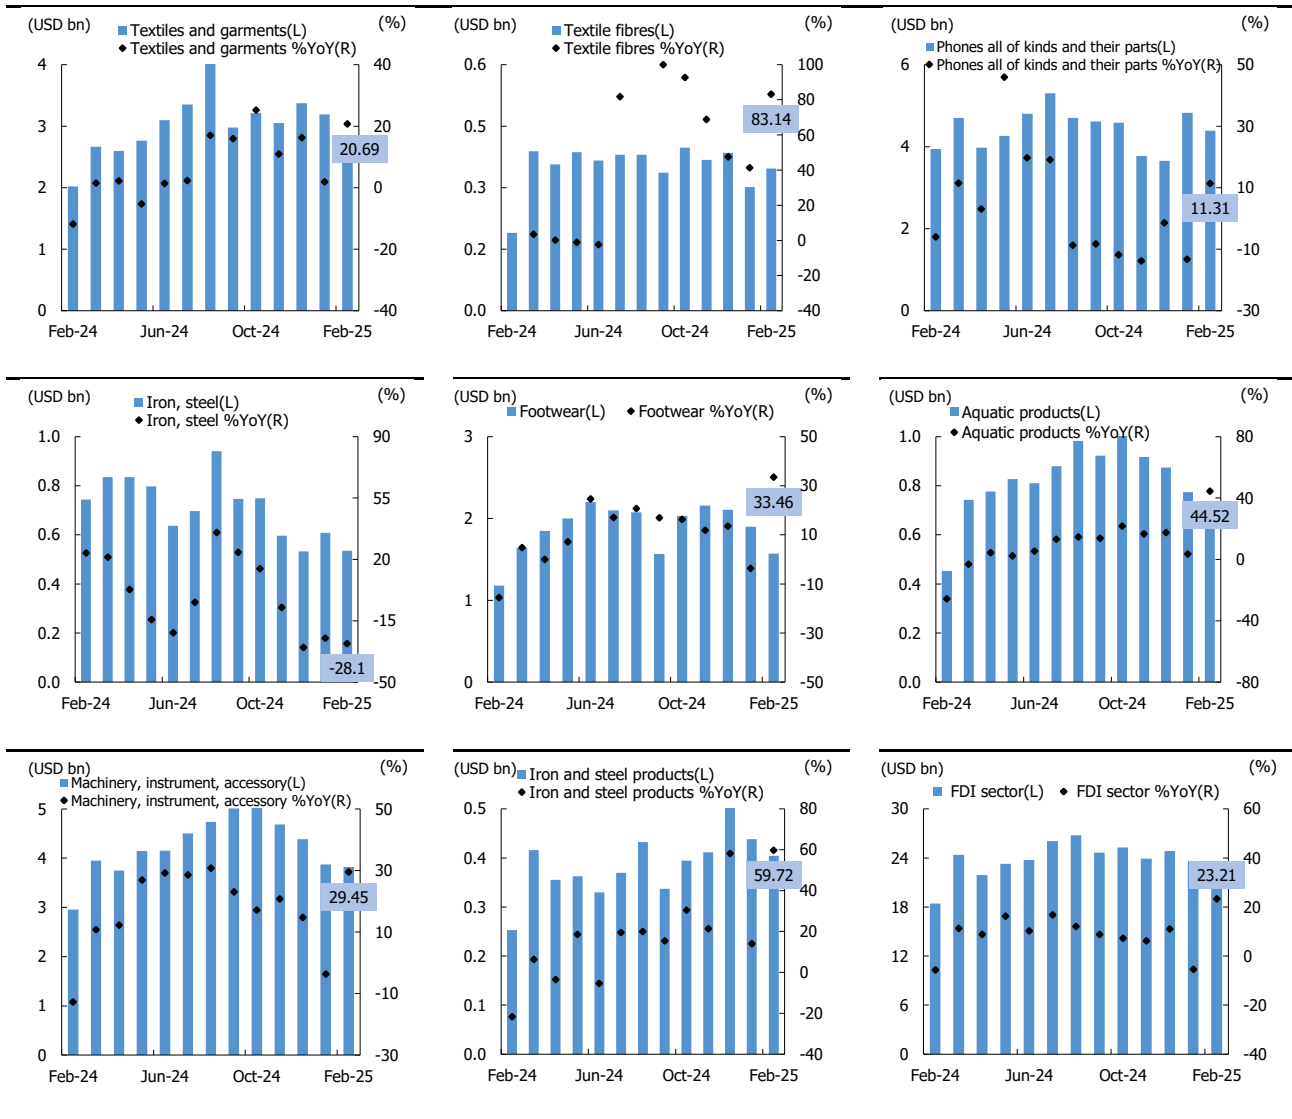 (USD bn)
(%)
Textiles and garments(L)
Textiles and garments %YoY(R)
4
3
2
1
0
40
20
0
-20
-40
20.69
Feb-24
Jun-24
Oct-24
Feb-25
(USD bn)
(%)
Textile fibres(L)
Textile fibres %YoY(R)
0.6
0.5
0.3
0.2
0.0
100
80
60
40
20
0
-20
-40
83.14
Feb-24
Jun-24
Oct-24
Feb-25
(USD bn)
(%)
Phones all of kinds and their parts(L)
Phones all of kinds and their parts %YoY(R)
6
4
2
0
50
30
10
-10
-30
11.31
Feb-24
Jun-24
Oct-24
Feb-25
(USD bn)
(%)
Iron, steel(L)
Iron, steel %YoY(R)
1.0
0.8
0.6
0.4
0.2
0.0
90
55
20
-15
-50
-28.1
Feb-24
Jun-24
Oct-24
Feb-25
(USD bn)
(%)
Footwear(L)
Footwear %YoY(R)
3
2
1
0
50
30
10
-10
-30
-50
33.46
Feb-24
Jun-24
Oct-24
Feb-25
(USD bn)
(%)
Aquatic products(L)
Aquatic products %YoY(R)
1.0
0.8
0.6
0.4
0.2
0.0
80
40
0
-40
-80
44.52
Feb-24
Jun-24
Oct-24
Feb-25
(USD bn)
(%)
Machinery, instrument, accessory(L)
Machinery, instrument, accessory %YoY(R)
5
4
3
2
1
0
50
30
10
-10
-30
29.45
Feb-24
Jun-24
Oct-24
Feb-25
(USD bn)
(%)
Iron and steel products(L)
Iron and steel products %YoY(R)
0.5
0.4
0.3
0.2
0.1
0.0
80
60
40
20
0
-20
-40
59.72
Feb-24
Jun-24
Oct-24
Feb-25
(USD bn)
(%)
FDI sector(L)
FDI sector %YoY(R)
30
24
18
12
6
0
60
40
20
0
-20
-40
23.21
Feb-24
Jun-24
Oct-24
Feb-25